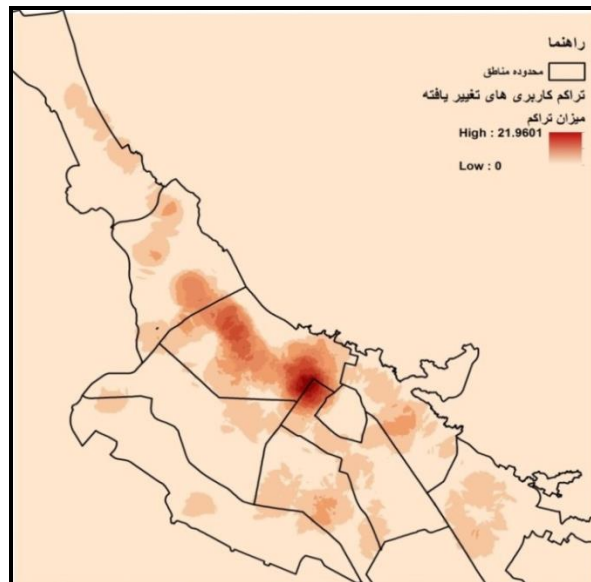 راهنما
محدوده مناطق
تراکم کاربری های تغییر یافته
میزان تراکم
High : 21.9601
Low : 0